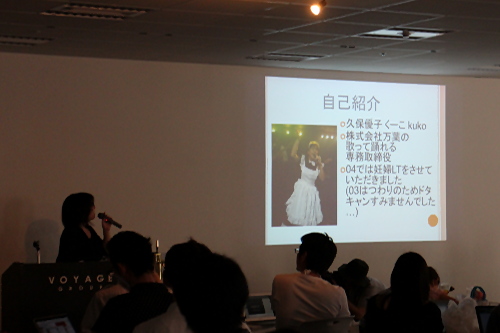 自己紹介
久保優子 くーこ kuko
株式会社万葉の
歌って踊れる
専務取締役
04では妊婦LTをさせて
いただきました
(03はつわりのためドタ
キャンすみませんでした
…)
VOYAGE
GROUP